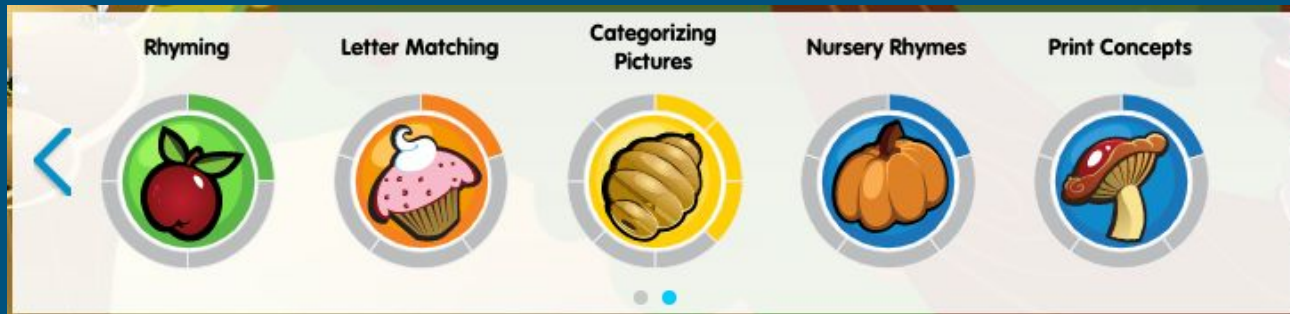 Rhyming
Letter Matching
Categorizing
Pictures
Nursery Rhymes
Print Concepts